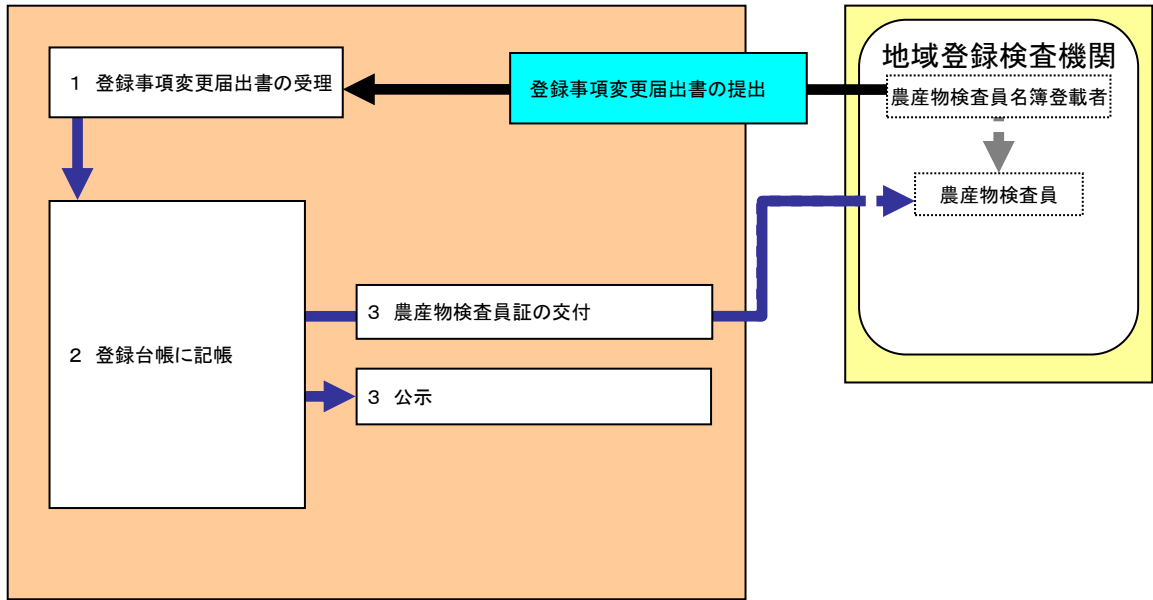 地域登録検査機関
1 登録事項変更届出書の受理
登録事項変更届出書の提出
農産物検査員名簿登載者
農産物検査員
2 登録台帳に記帳
3 農産物検査員証の交付
3 公示